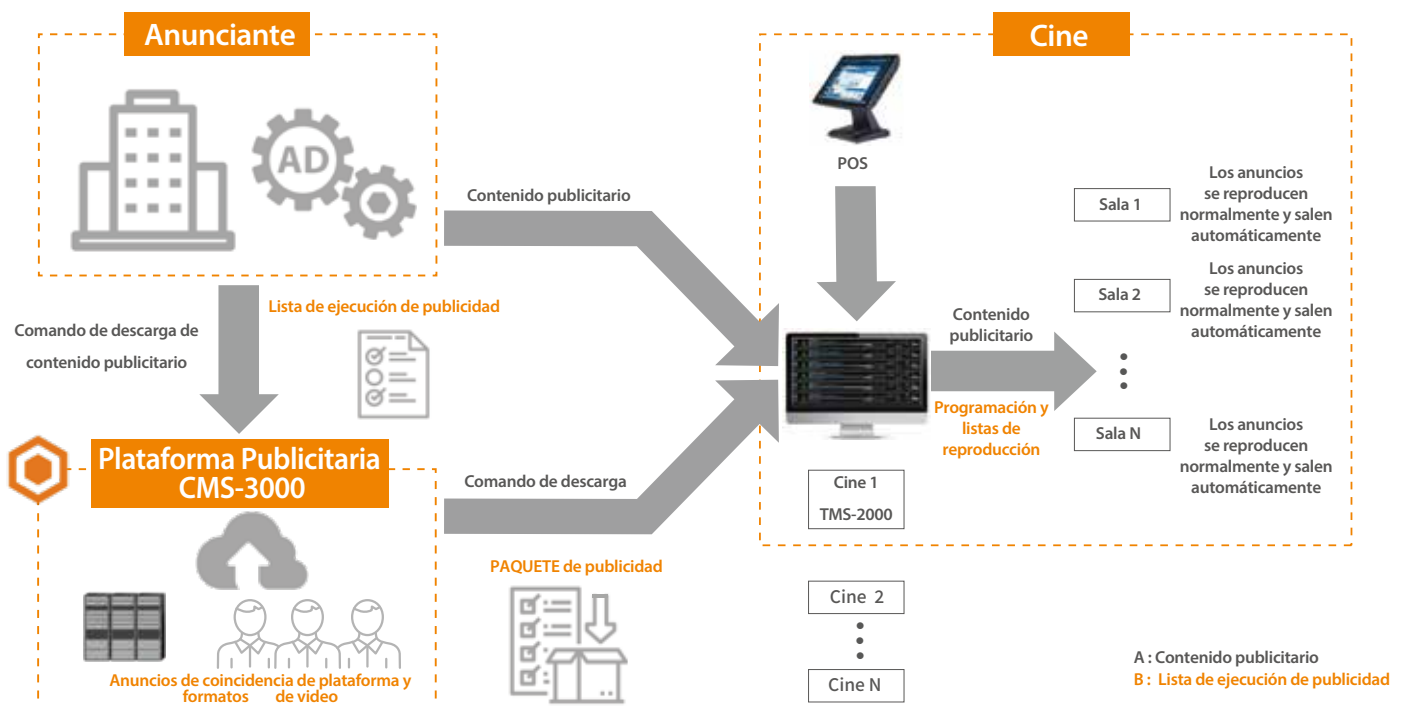 Anunciante
AD
Contenido publicitario
Lista de ejecución de publicidad
Comando de descarga de
contenido publicitario
Plataforma Publicitaria
CMS-3000
Comando de descarga
PAQUETE de publicidad
Anuncios de coincidencia de plataforma y
formatos de video
Cine
POS
Contenido
publicitario
Programación y
listas de
reproducción
Cine 1
TMS-2000
Cine 2
Cine N
Sala 1
Los anuncios
se reproducen
normalmente y salen
automáticamente
Sala 2
Los anuncios
se reproducen
normalmente y salen
automáticamente
Sala N
Los anuncios
se reproducen
normalmente y salen
automáticamente
A : Contenido publicitario
B : Lista de ejecución de publicidad